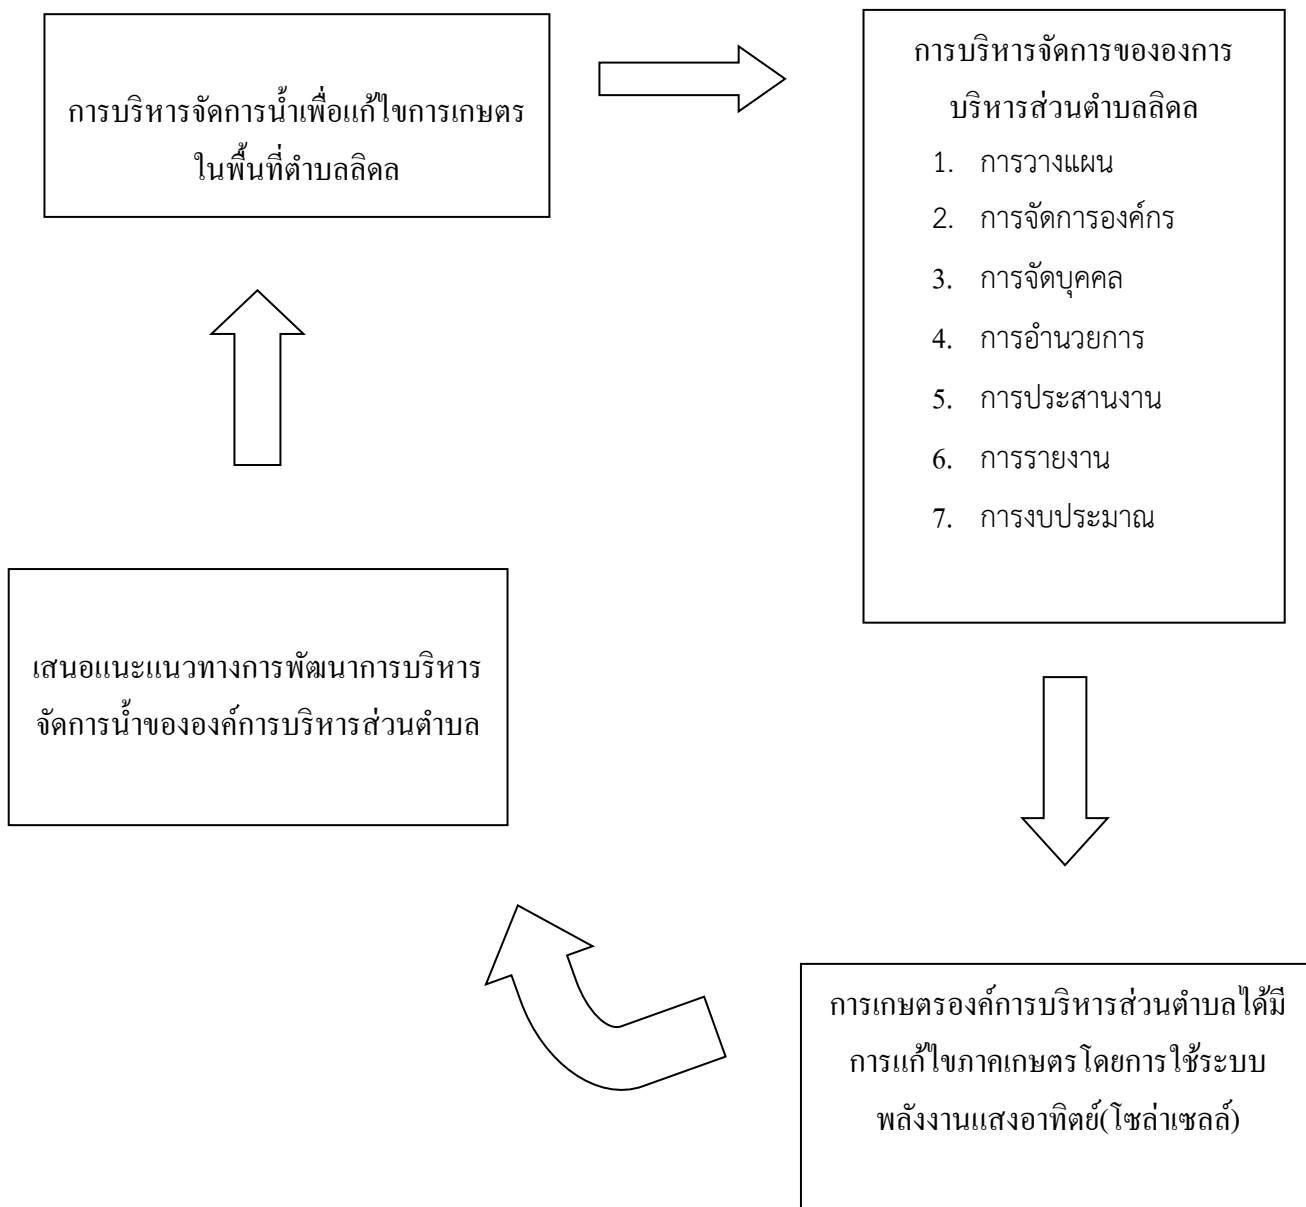 การบริหารจัดการน้ำเพื่อแก้ไขการเกษตร
ในพื้นที่ตำบลลิดล
การบริหารจัดการขององการ
บริหารส่วนตำบลลิดล
1. การวางแผน
2. การจัดการองค์กร
3. การจัดบุคคล
4. การอำนวยการ
5. การประสานงาน
6. การรายงาน
7. การงบประมาณ
การเกษตรองค์การบริหารส่วนตำบลได้มี
การแก้ไขภาคเกษตรโดยการใช้ระบบ
พลังงานแสงอาทิตย์(โซล่าเซลล์)
เสนอแนะแนวทางการพัฒนาการบริหาร
จัดการน้ำขององค์การบริหารส่วนตำบล